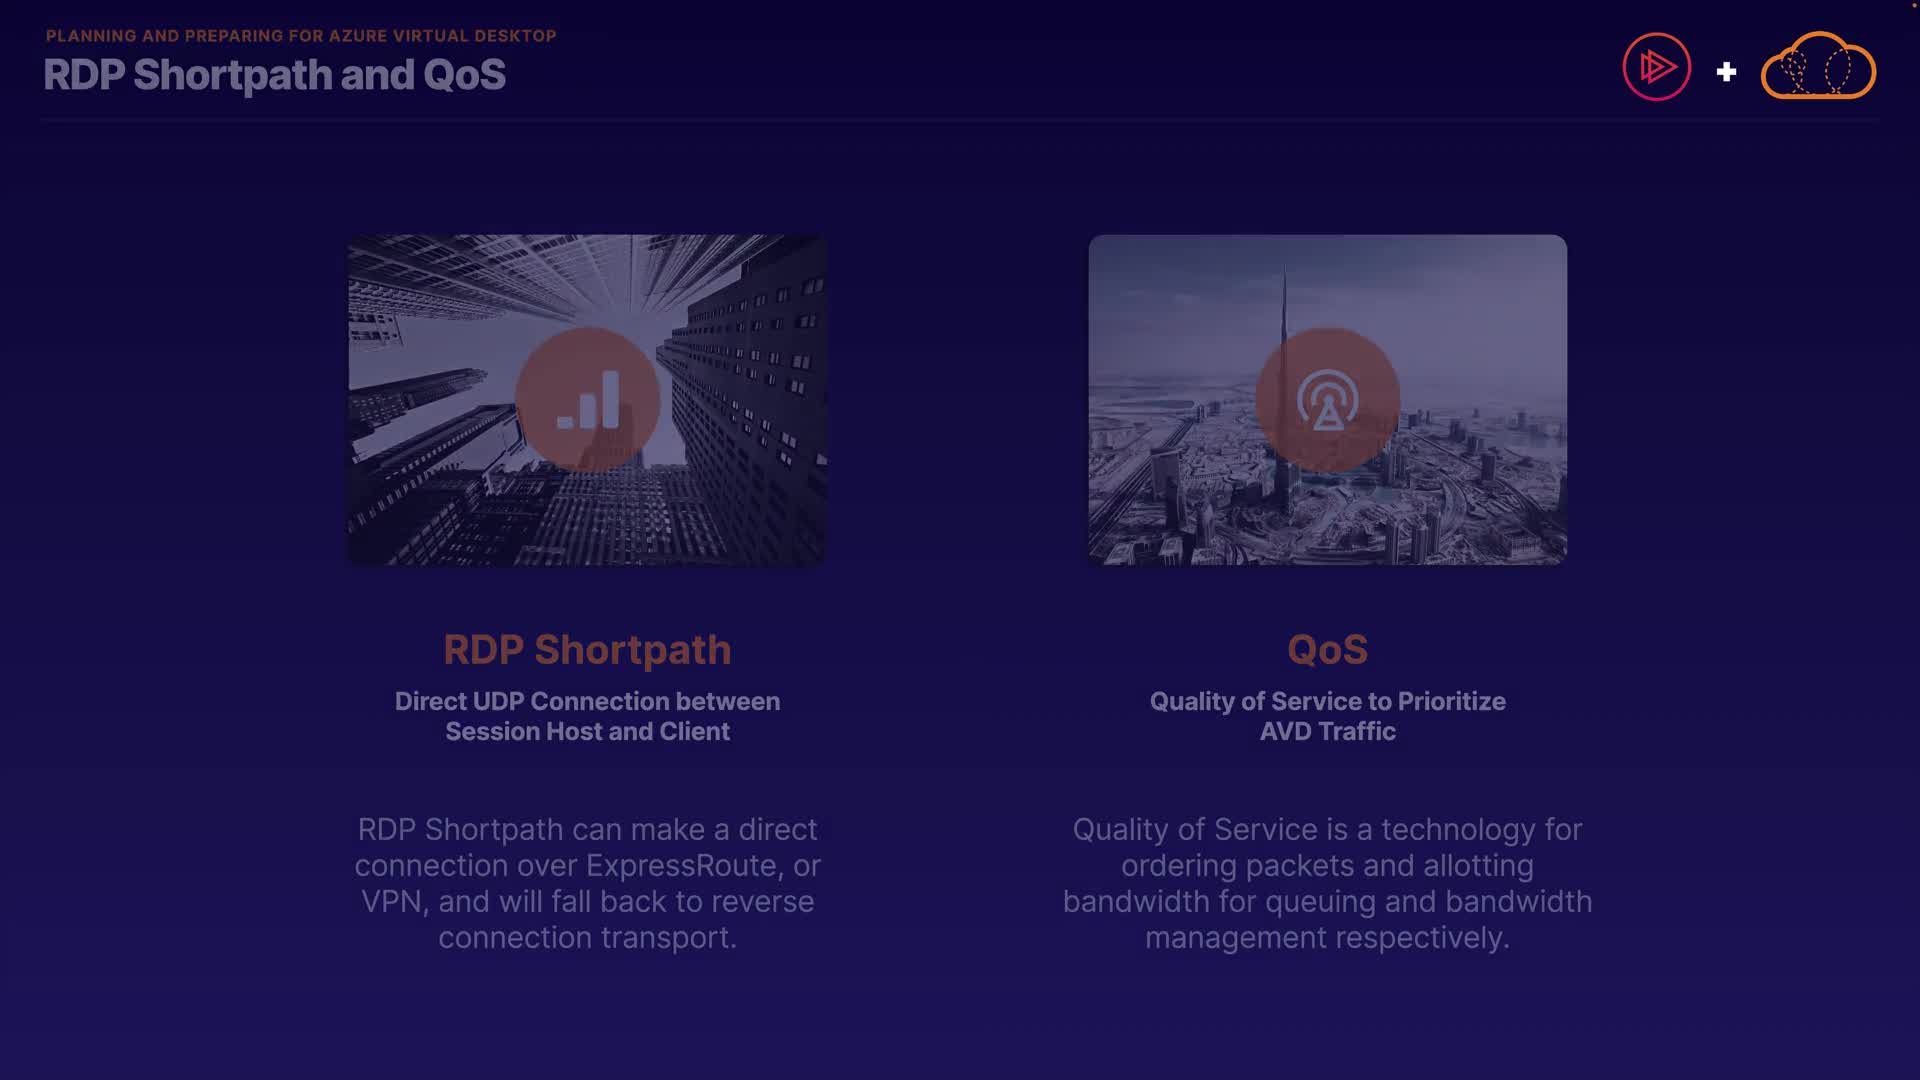 PLANNING AND PREPARING FOR AZURE VIRTUAL DESKTOP
RDP Shortpath and QoS
RDP Shortpath
Direct UDP Connection between
Session Host and Client
RDP Shortpath can make a direct
connection over ExpressRoute, or
VPN, and will fall back to reverse
connection transport.
QoS
Quality of Service to Prioritize
AVD Traffic
Quality of Service is a technology for
ordering packets and allotting
bandwidth for queuing and bandwidth
management respectively.